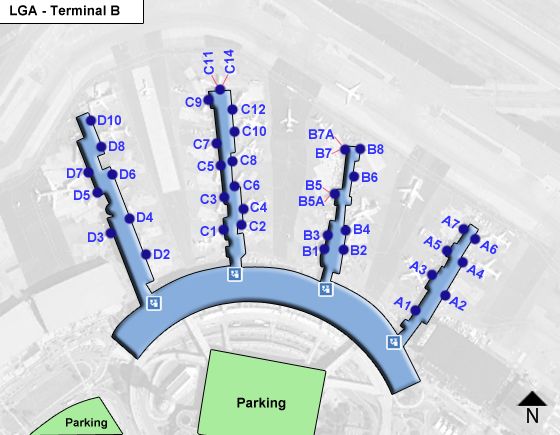 LGA - Terminal B
C11
C14
C9
C12
C10
C7
C8
C5
C6
C3
C4
C1
C2
D10
D8
D7
D6
D5
D4
D3
D2
B7A
B7
B8
B6
B5
B5A
B3
B4
B1
B2
A7
A6
A5
A4
A3
A2
A1
Parking
Parking
N